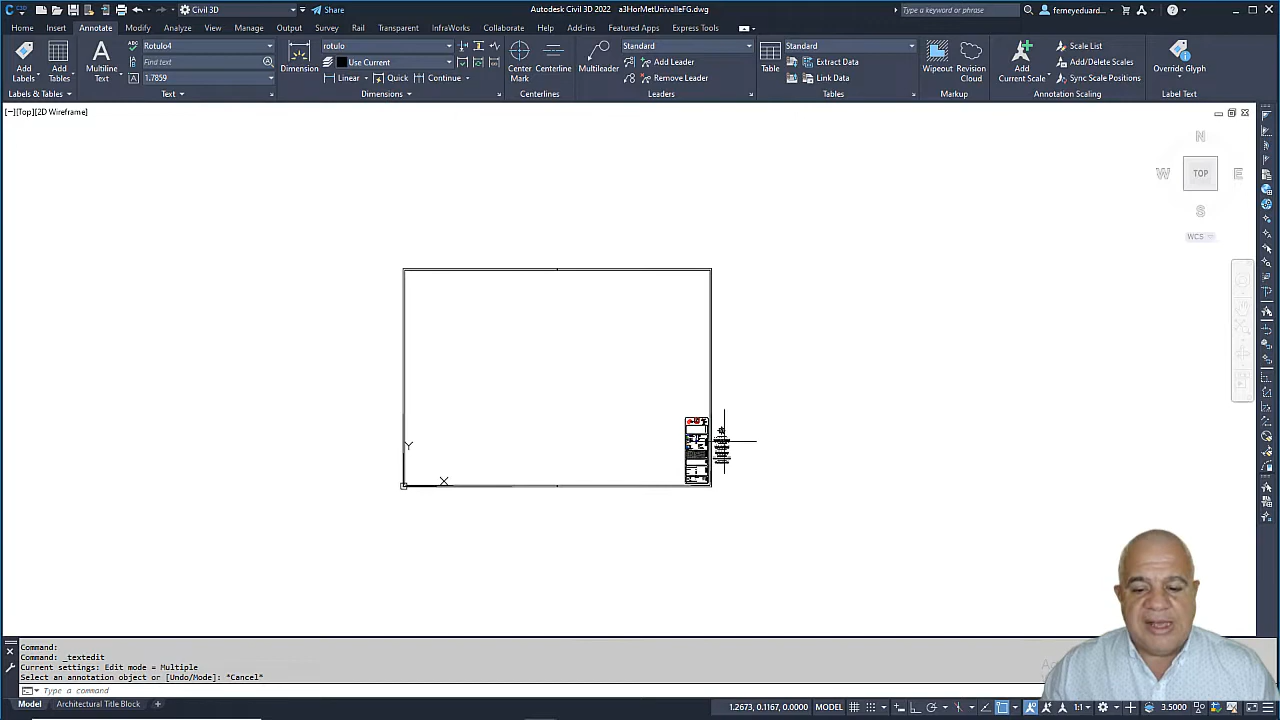 Civil 3D
Share
Autodesk Civil 3D 2022 a3HorMetUnivalleFG.dwg
Type a keyword or phrase
ferneyeduard...
Home Insert Annotate Modify Analyze View Manage Output Survey Rail Transparent InfraWorks Collaborate Help Add-ins Featured Apps Express Tools
Add Labels
Add Tables
Labels & Tables
Multiline Text
Rotulo4
Find text
1.7859
Text
Dimension
rotulo
Use Current
Linear Quick Continue
Dimensions
Center Mark
Centerline
Centerlines
Multileader
Standard
Add Leader
Remove Leader
Leaders
Table
Standard
Extract Data
Link Data
Tables
Wipeout
Revision Cloud
Markup
Add Current Scale
Scale List
Add/Delete Scales
Sync Scale Positions
Annotation Scaling
Override Glyph
Label Text
[−][Top][2D Wireframe]
N
W TOP E
S
WCS
Y
X
Command:
Command: _textedit
Current settings: Edit mode = Multiple
Select an annotation object or [Undo/Mode]: *Cancel*
Type a command
Model Architectural Title Block +
1.2673, 0.1167, 0.0000 MODEL 1:1 3.5000